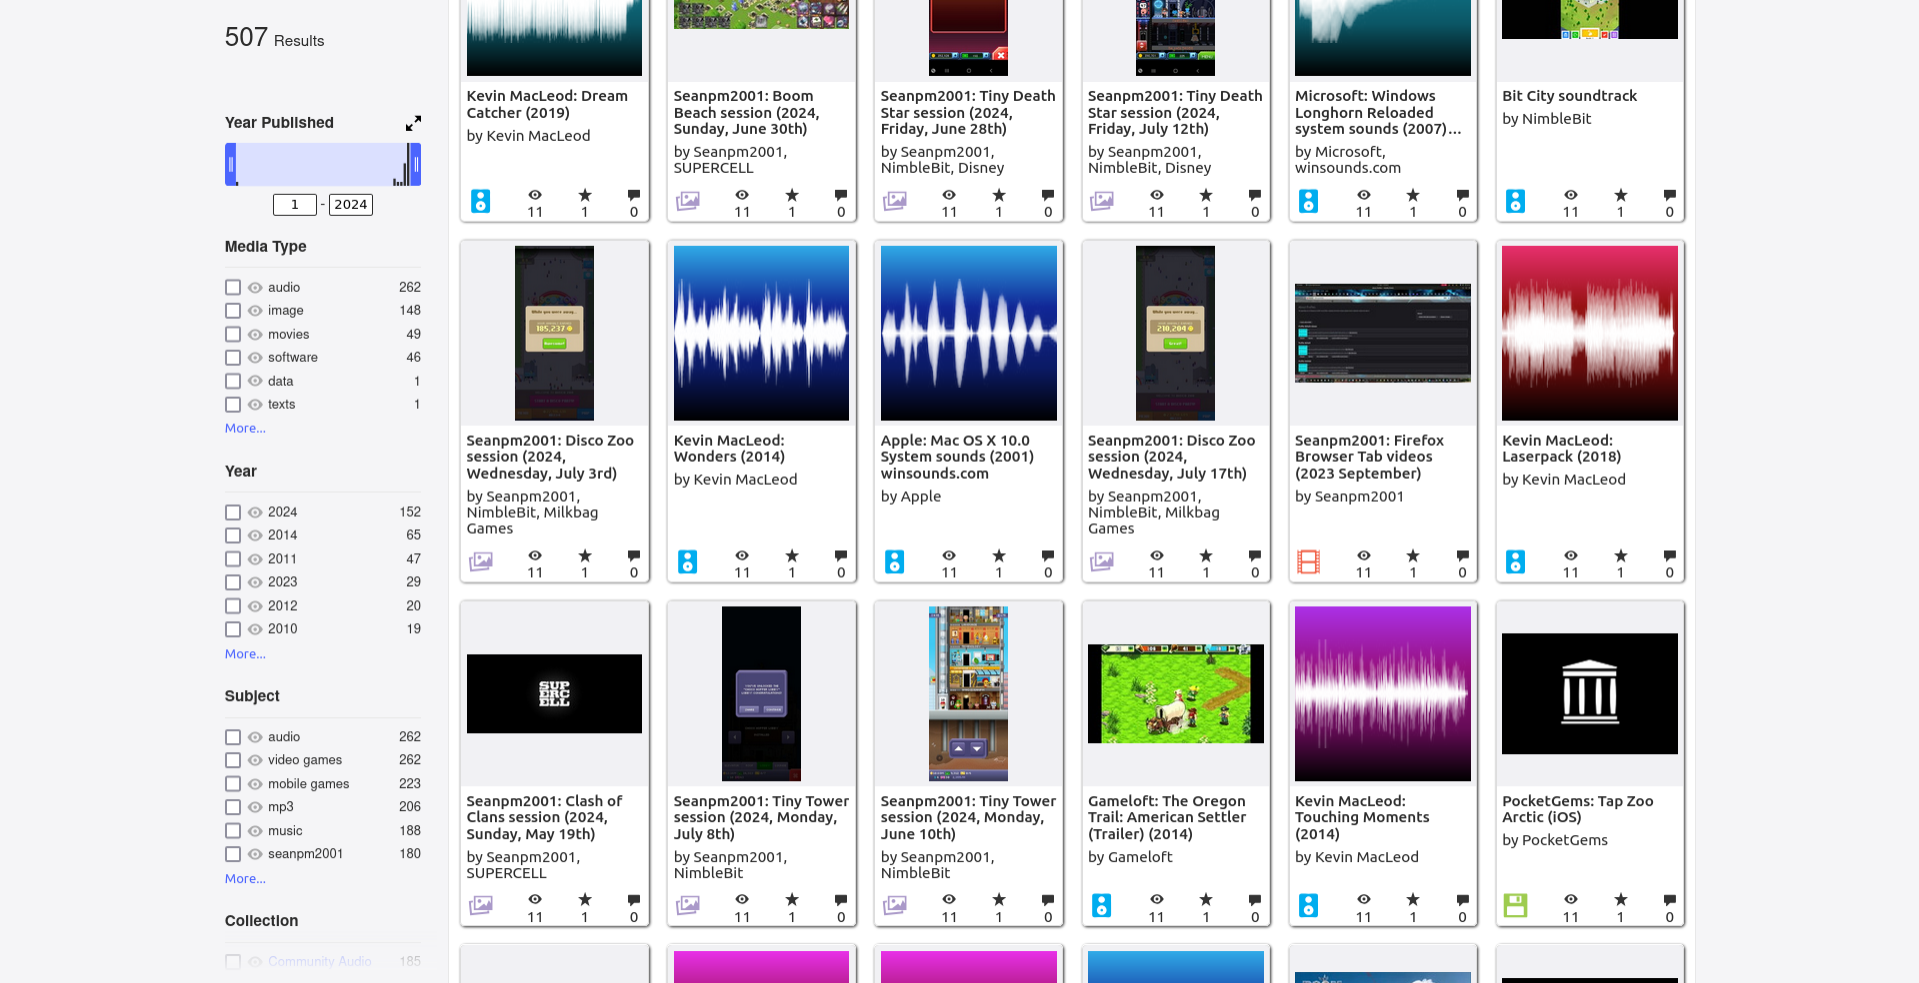 507 Results
Year Published
1 - 2024
Media Type
audio 262
image 148
movies 49
software 46
data 1
texts 1
More...
Year
2024 152
2014 65
2011 47
2023 29
2012 20
2010 19
More...
Subject
audio 262
video games 262
mobile games 223
mp3 206
music 188
seanpm2001 180
More...
Collection
Community Audio 185
Kevin MacLeod: Dream
Catcher (2019)
by Kevin MacLeod
11 1 0
Seanpm2001: Boom
Beach session (2024,
Sunday, June 30th)
by Seanpm2001,
SUPERCELL
11 1 0
Seanpm2001: Tiny Death
Star session (2024,
Friday, June 28th)
by Seanpm2001,
NimbleBit, Disney
11 1 0
Seanpm2001: Tiny Death
Star session (2024,
Friday, July 12th)
by Seanpm2001,
NimbleBit, Disney
11 1 0
Microsoft: Windows
Longhorn Reloaded
system sounds (2007)...
by Microsoft,
winsounds.com
11 1 0
Bit City soundtrack
by NimbleBit
11 1 0
While you were away...
185,237
Seanpm2001: Disco Zoo
session (2024,
Wednesday, July 3rd)
by Seanpm2001,
NimbleBit, Milkbag
Games
11 1 0
Kevin MacLeod:
Wonders (2014)
by Kevin MacLeod
11 1 0
Apple: Mac OS X 10.0
System sounds (2001)
winsounds.com
by Apple
11 1 0
While you were away...
210,204
Seanpm2001: Disco Zoo
session (2024,
Wednesday, July 17th)
by Seanpm2001,
NimbleBit, Milkbag
Games
11 1 0
Seanpm2001: Firefox
Browser Tab videos
(2023 September)
by Seanpm2001
11 1 0
Kevin MacLeod:
Laserpack (2018)
by Kevin MacLeod
11 1 0
SUP
ERC
ELL
Seanpm2001: Clash of
Clans session (2024,
Sunday, May 19th)
by Seanpm2001,
SUPERCELL
11 1 0
Seanpm2001: Tiny Tower
session (2024, Monday,
July 8th)
by Seanpm2001,
NimbleBit
11 1 0
Seanpm2001: Tiny Tower
session (2024, Monday,
June 10th)
by Seanpm2001,
NimbleBit
11 1 0
Gameloft: The Oregon
Trail: American Settler
(Trailer) (2014)
by Gameloft
11 1 0
Kevin MacLeod:
Touching Moments
(2014)
by Kevin MacLeod
11 1 0
PocketGems: Tap Zoo
Arctic (iOS)
by PocketGems
11 1 0